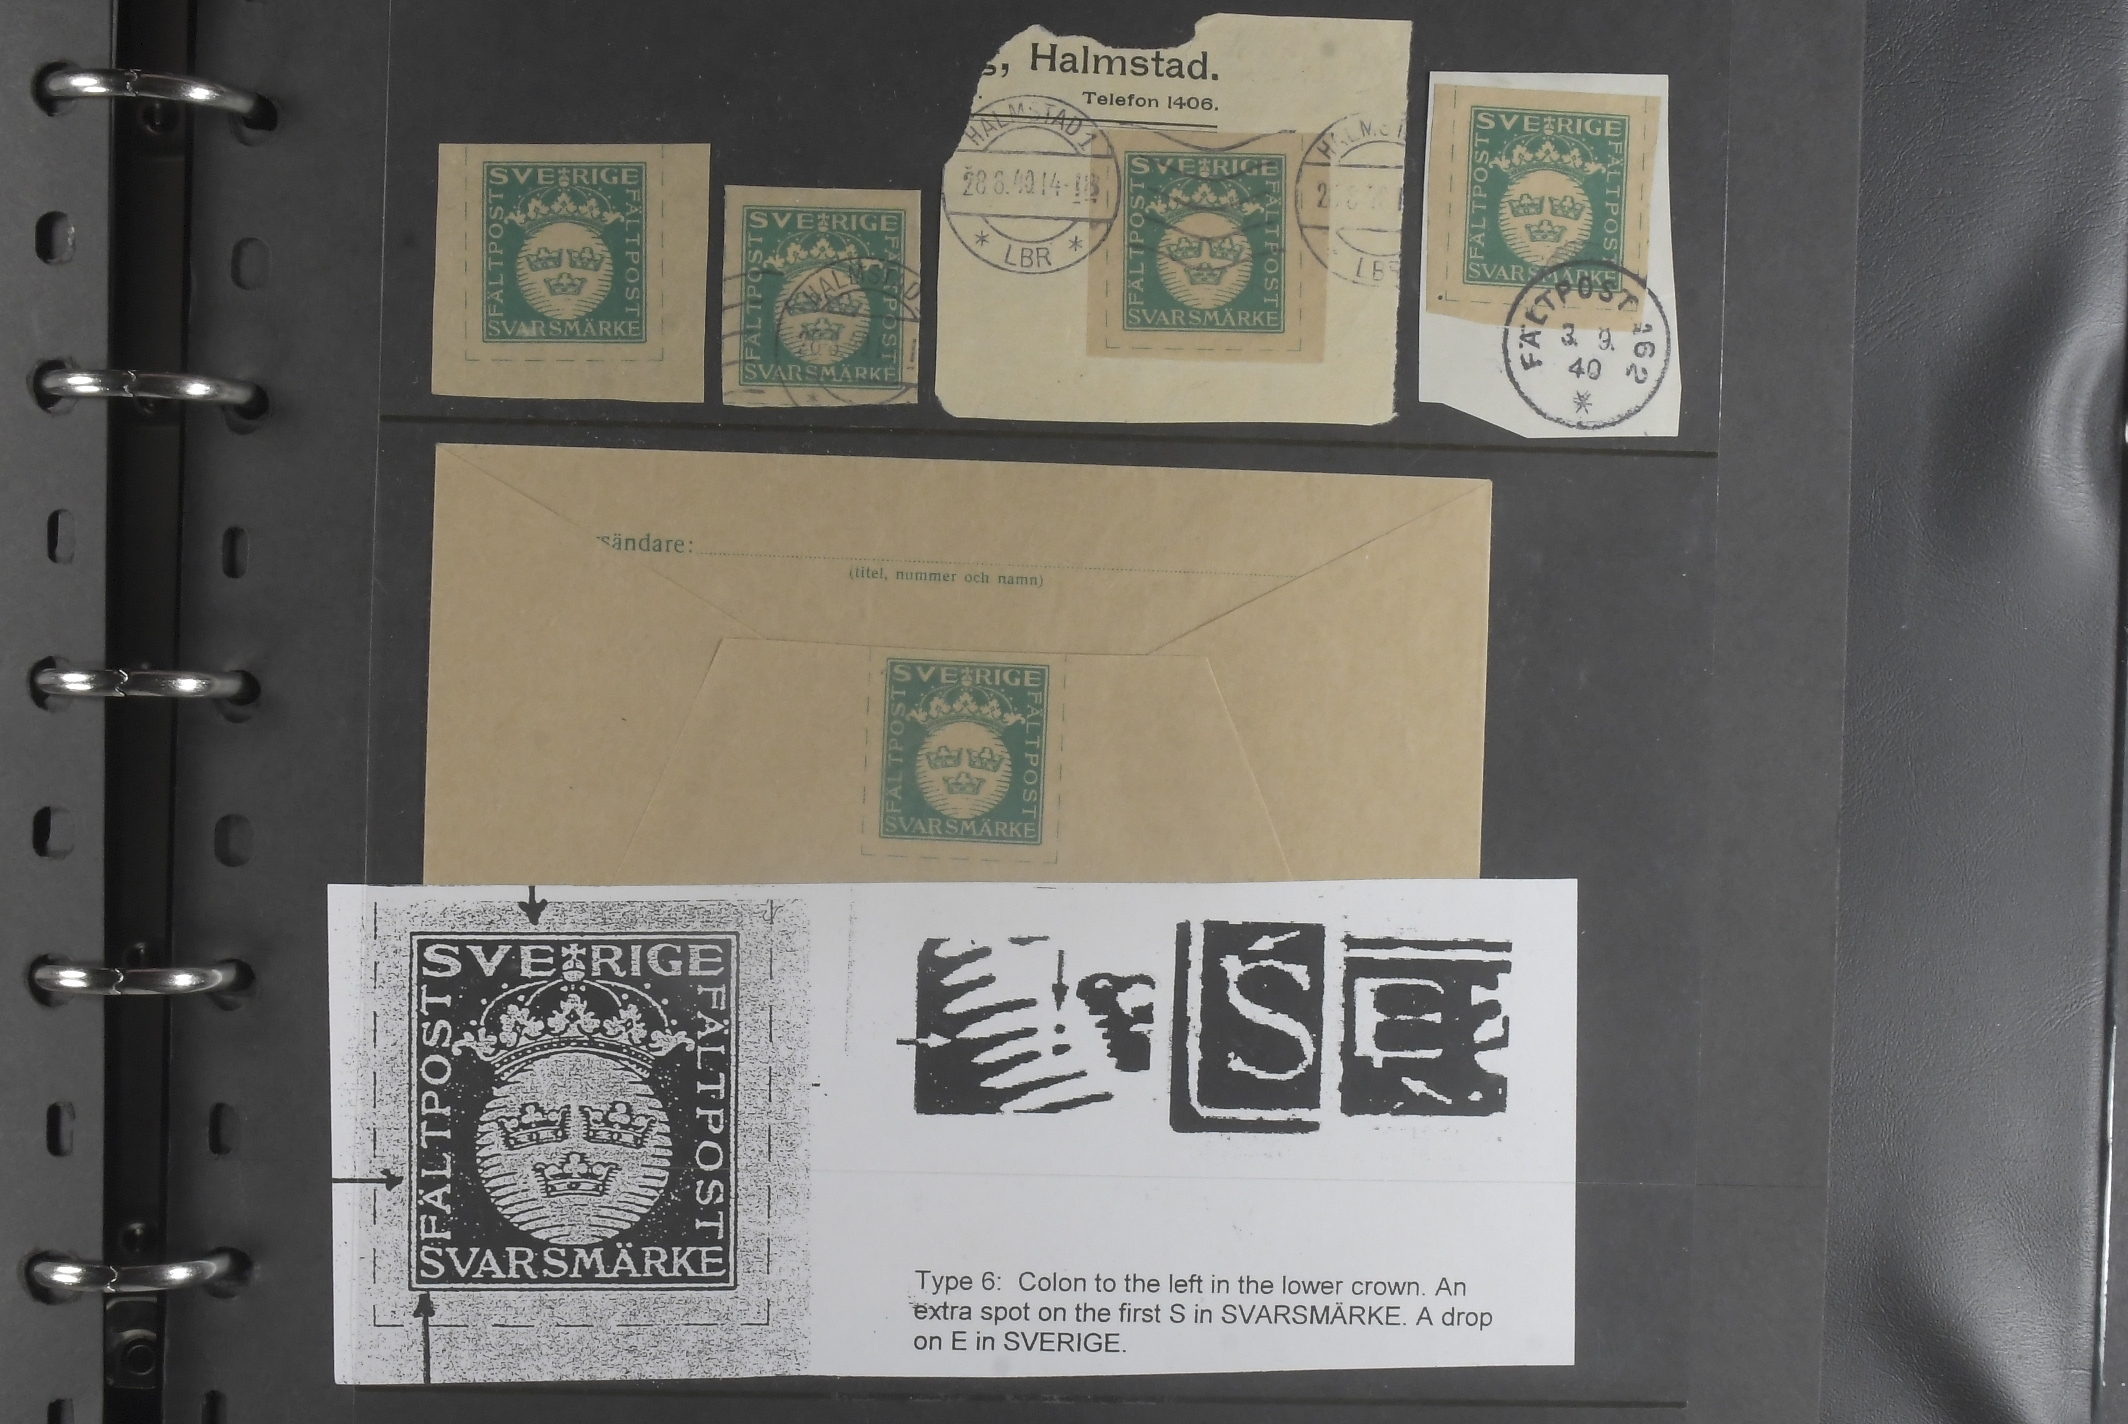 SVERIGE
FÄLTPOST
FÄLTPOST
SVARSMÄRKE
SVERIGE
FÄLTPOST
FÄLTPOST
SVARSMÄRKE
HALMSTAD
, Halmstad.
Telefon 1406.
HALMSTAD 1
28.6.40.14-18
* LBR *
SVERIGE
FÄLTPOST
FÄLTPOST
SVARSMÄRKE
SVERIGE
FÄLTPOST
FÄLTPOST
SVARSMÄRKE
FÄLTPOST 262
3. 9.
40
*
sändare:
(titel, nummer och namn)
SVERIGE
FÄLTPOST
FÄLTPOST
SVARSMÄRKE
SVERIGE
FÄLTPOST
FÄLTPOST
SVARSMÄRKE
S
E
Type 6: Colon to the left in the lower crown. An
extra spot on the first S in SVARSMÄRKE. A drop
on E in SVERIGE.